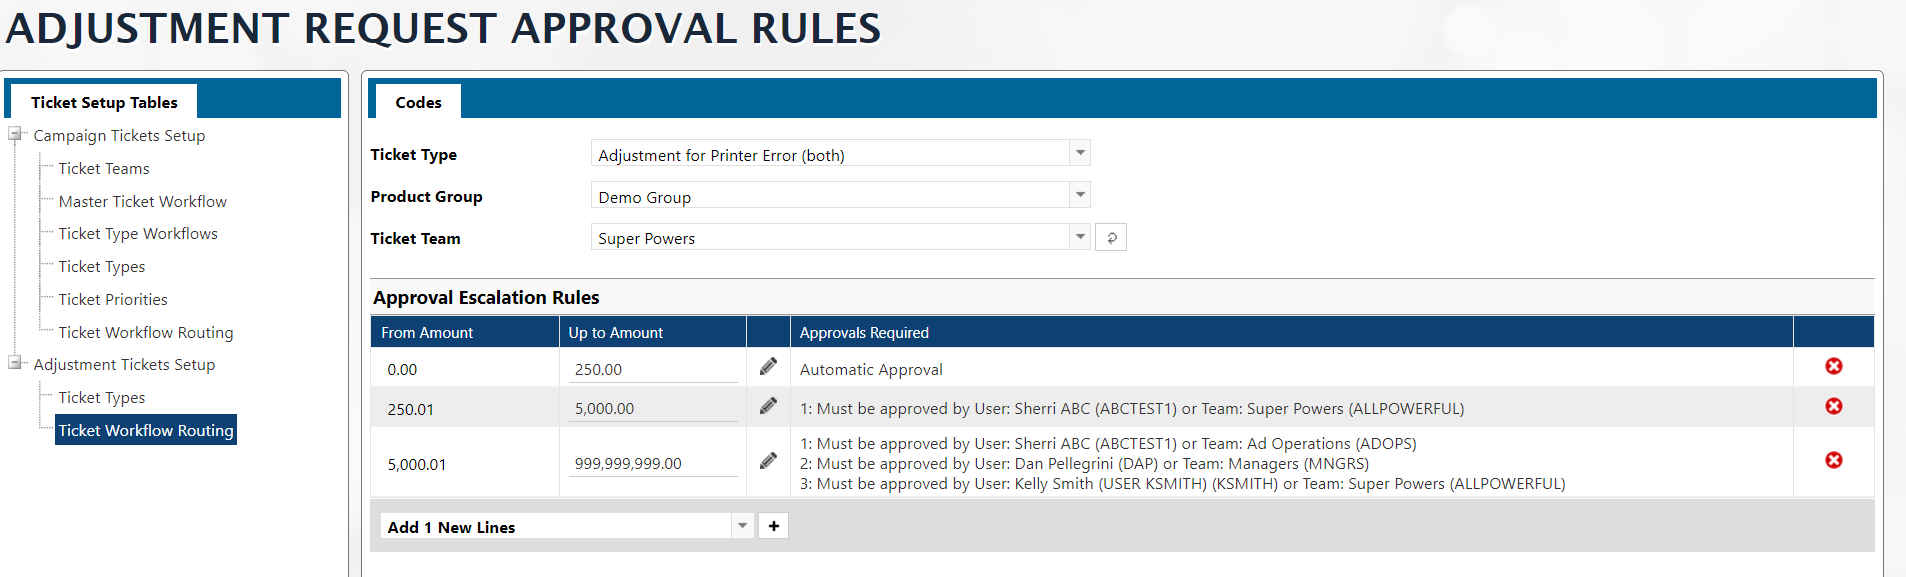 ADJUSTMENT REQUEST APPROVAL RULES
Ticket Setup Tables
Campaign Tickets Setup
Ticket Teams
Master Ticket Workflow
Ticket Type Workflows
Ticket Types
Ticket Priorities
Ticket Workflow Routing
Adjustment Tickets Setup
Ticket Types
Ticket Workflow Routing
Codes
Ticket Type Adjustment for Printer Error (both)
Product Group Demo Group
Ticket Team Super Powers
Approval Escalation Rules
From Amount Up to Amount Approvals Required
0.00 250.00 Automatic Approval
250.01 5,000.00 1: Must be approved by User: Sherri ABC (ABCTEST1) or Team: Super Powers (ALLPOWERFUL)
1: Must be approved by User: Sherri ABC (ABCTEST1) or Team: Ad Operations (ADOPS)
5,000.01 999,999,999.00 2: Must be approved by User: Dan Pellegrini (DAP) or Team: Managers (MNGRS)
3: Must be approved by User: Kelly Smith (USER KSMITH) (KSMITH) or Team: Super Powers (ALLPOWERFUL)
Add 1 New Lines